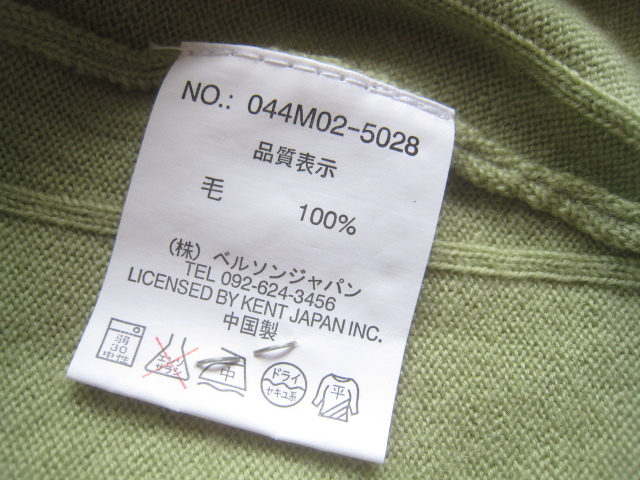 NO.: 044M02-5028
品質表示
毛 100%
(株) ベルソンジャパン
TEL 092-624-3456
LICENSED BY KENT JAPAN INC.
中国製
弱
30
中性
エンソ
サラシ
中
ドライ
セキユ系
平